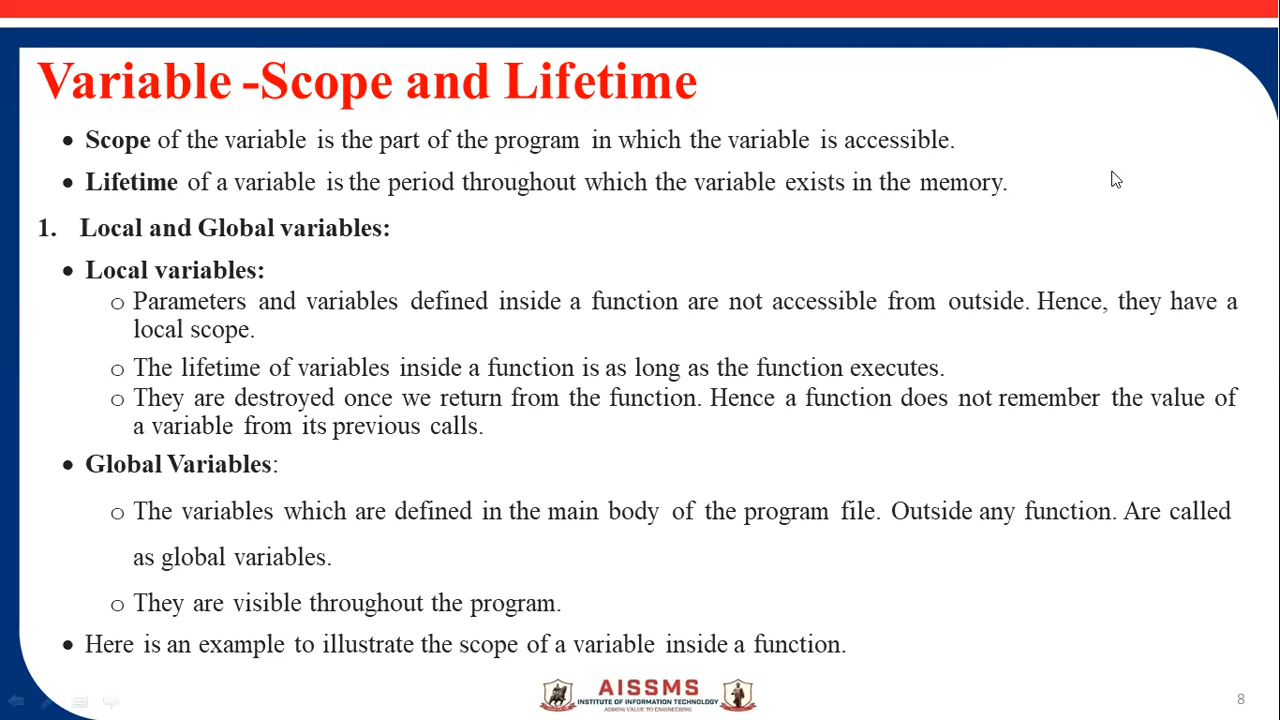 Variable -Scope and Lifetime
• Scope of the variable is the part of the program in which the variable is accessible.
• Lifetime of a variable is the period throughout which the variable exists in the memory.
1. Local and Global variables:
• Local variables:
o Parameters and variables defined inside a function are not accessible from outside. Hence, they have a
local scope.
o The lifetime of variables inside a function is as long as the function executes.
o They are destroyed once we return from the function. Hence a function does not remember the value of
a variable from its previous calls.
• Global Variables:
o The variables which are defined in the main body of the program file. Outside any function. Are called
as global variables.
o They are visible throughout the program.
• Here is an example to illustrate the scope of a variable inside a function.
AISSMS
INSTITUTE OF INFORMATION TECHNOLOGY
ADDING VALUE TO ENGINEERING
8